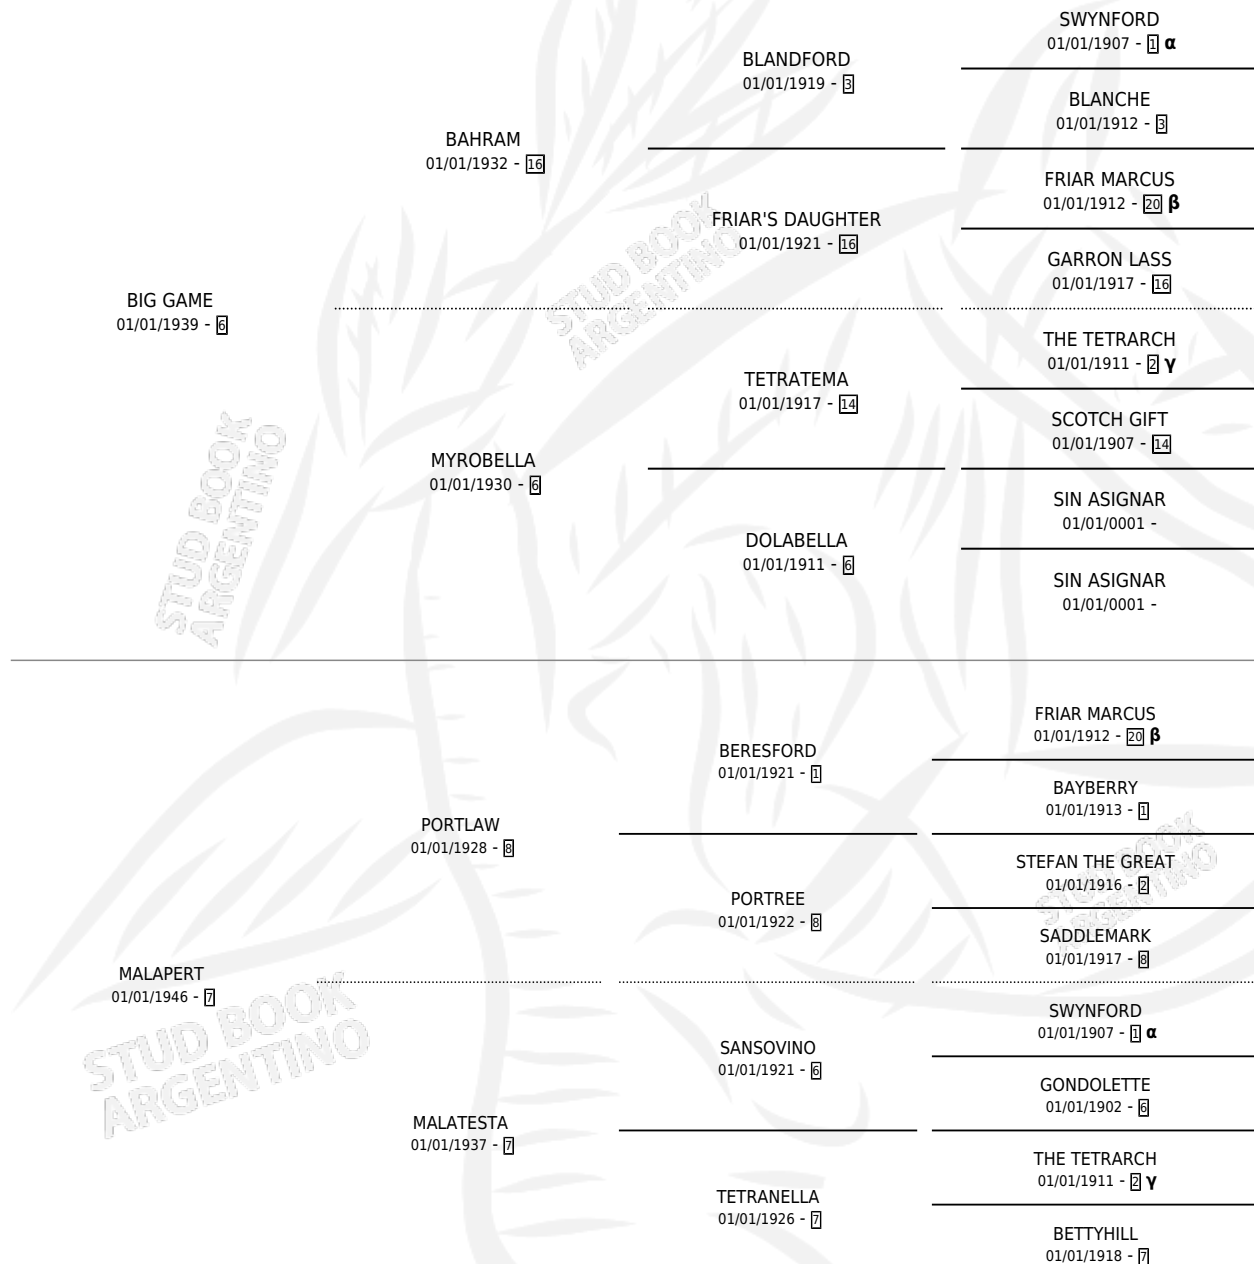 SWYNFORD
01/01/1907 - 1 α
BLANDFORD
01/01/1919 - 3
BLANCHE
01/01/1912 - 3
BAHRAM
01/01/1932 - 16
FRIAR MARCUS
01/01/1912 - 20 β
FRIAR'S DAUGHTER
01/01/1921 - 16
GARRON LASS
01/01/1917 - 16
BIG GAME
01/01/1939 - 6
STUD BOOK
ARGENTINO
THE TETRARCH
01/01/1911 - 2 γ
TETRATEMA
01/01/1917 - 14
SCOTCH GIFT
01/01/1907 - 14
MYROBELLA
01/01/1930 - 6
STUD BOOK
ARGENTINO
SIN ASIGNAR
01/01/0001 -
DOLABELLA
01/01/1911 - 6
SIN ASIGNAR
01/01/0001 -
FRIAR MARCUS
01/01/1912 - 20 β
BERESFORD
01/01/1921 - 1
BAYBERRY
01/01/1913 - 1
PORTLAW
01/01/1928 - 8
STEFAN THE GREAT
01/01/1916 - 2
STUD BOOK
ARGENTINO
PORTREE
01/01/1922 - 8
SADDLEMARK
01/01/1917 - 8
MALAPERT
01/01/1946 - 7
STUD BOOK
ARGENTINO
SWYNFORD
01/01/1907 - 1 α
SANSOVINO
01/01/1921 - 6
GONDOLETTE
01/01/1902 - 6
MALATESTA
01/01/1937 - 7
THE TETRARCH
01/01/1911 - 2 γ
TETRANELLA
01/01/1926 - 7
BETTYHILL
01/01/1918 - 7